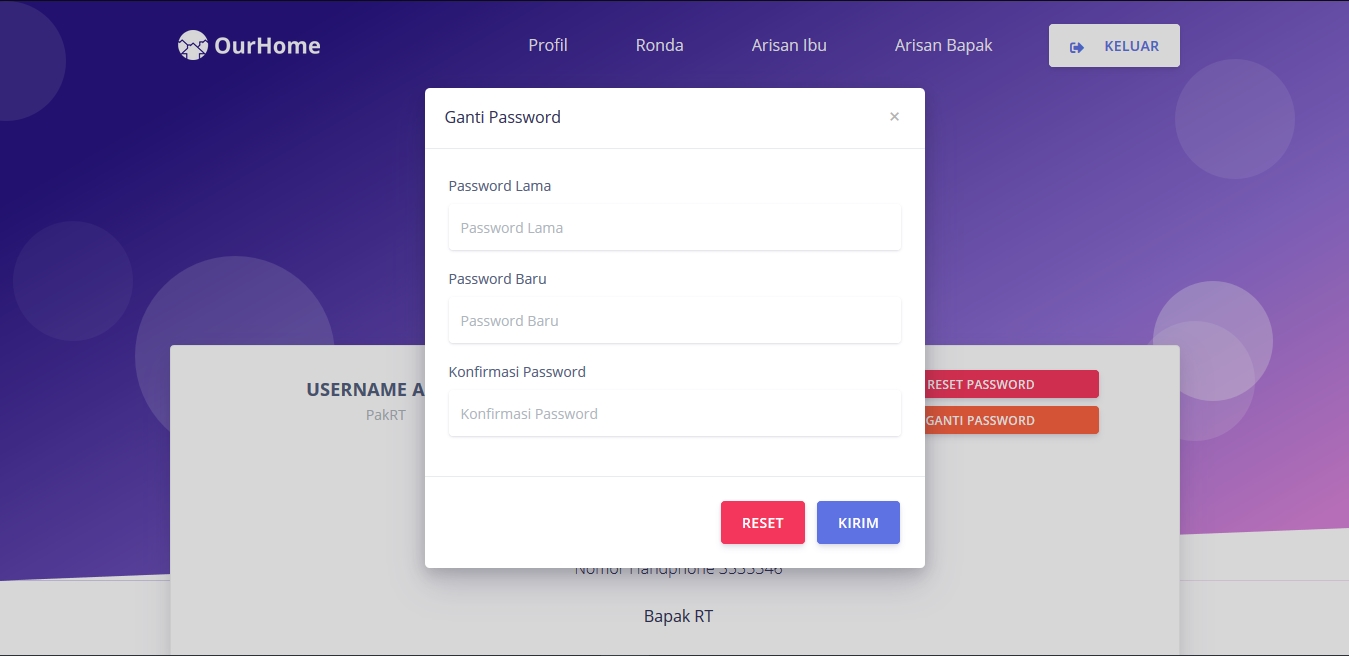 OurHome
Profil
Ronda
Arisan Ibu
Arisan Bapak
KELUAR
Ganti Password
×
Password Lama
Password Lama
Password Baru
Password Baru
Konfirmasi Password
Konfirmasi Password
RESET
KIRIM
USERNAME A
PakRT
RESET PASSWORD
GANTI PASSWORD
Nomor Handphone 5555546
Bapak RT